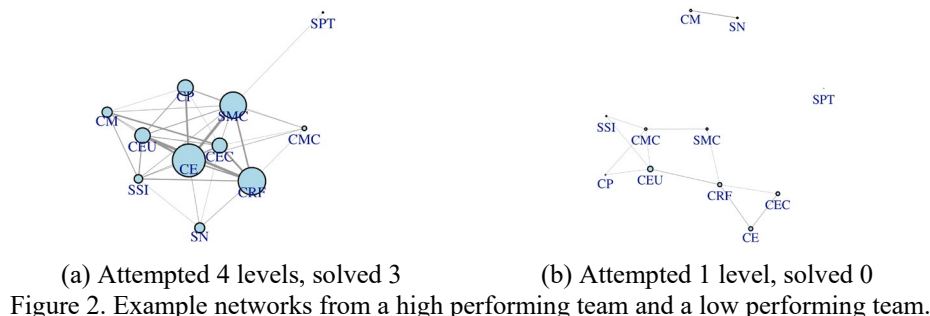 SPT
CP
SMC
CM
CMC
CEU
CEC
CE
SSI
CRF
SN
(a) Attempted 4 levels, solved 3
CM
SN
SPT
SSI
CMC
SMC
CP
CEU
CRF
CEC
CE
(b) Attempted 1 level, solved 0
Figure 2. Example networks from a high performing team and a low performing team.